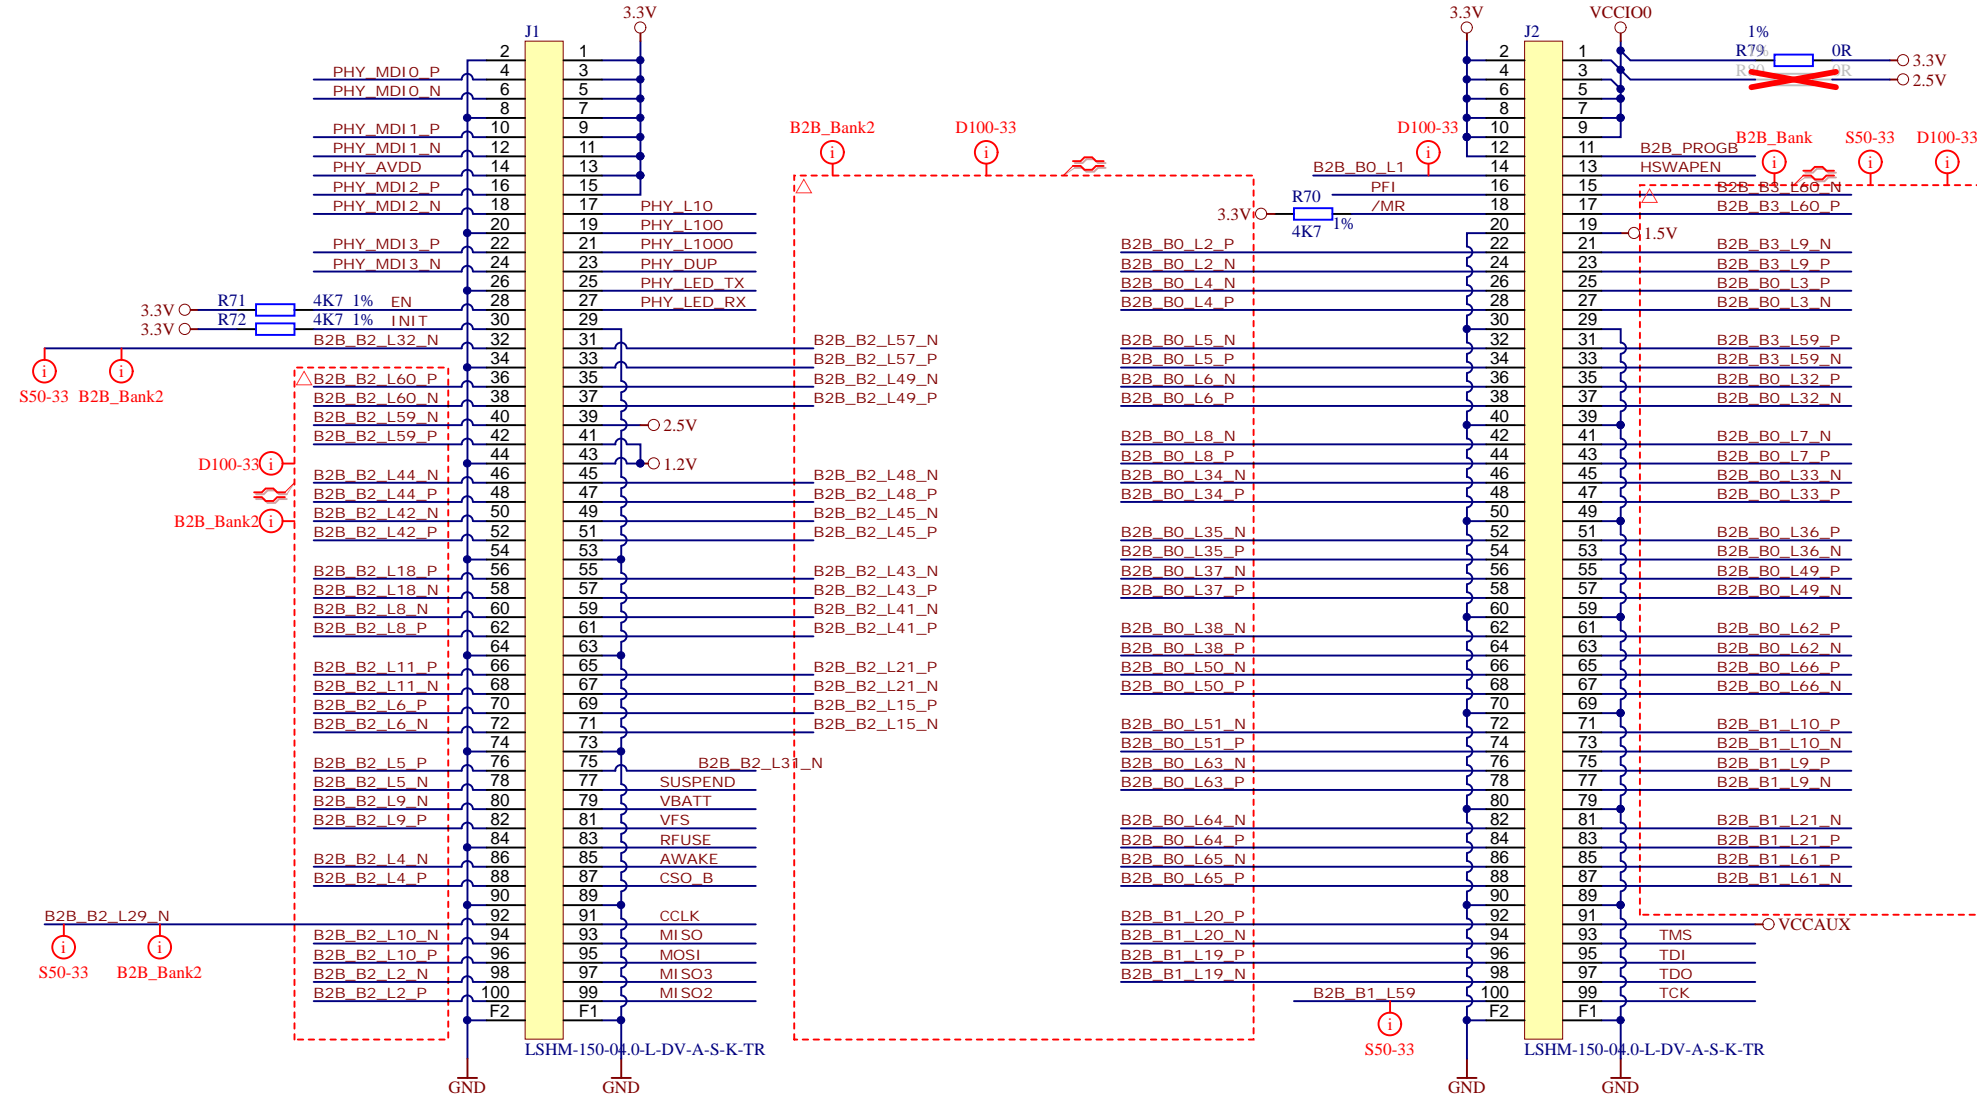 3.3V
J1
2 1
PHY_MDI0_P 4 3
PHY_MDI0_N 6 5
8 7
PHY_MDI1_P 10 9
PHY_MDI1_N 12 11
PHY_AVDD 14 13
PHY_MDI2_P 16 15
PHY_MDI2_N 18 17 PHY_L10
20 19 PHY_L100
PHY_MDI3_P 22 21 PHY_L1000
PHY_MDI3_N 24 23 PHY_DUP
26 25 PHY_LED_TX
3.3V R71 4K7 1% EN 28 27 PHY_LED_RX
3.3V R72 4K7 1% INIT 30 29
B2B_B2_L32_N 32 31 B2B_B2_L57_N
34 33 B2B_B2_L57_P
S50-33 B2B_Bank2
B2B_B2_L60_P 36 35 B2B_B2_L49_N
B2B_B2_L60_N 38 37 B2B_B2_L49_P
B2B_B2_L59_N 40 39 2.5V
B2B_B2_L59_P 42 41
D100-33 44 43 1.2V
B2B_B2_L44_N 46 45 B2B_B2_L48_N
B2B_B2_L44_P 48 47 B2B_B2_L48_P
B2B_Bank2 B2B_B2_L42_N 50 49 B2B_B2_L45_N
B2B_B2_L42_P 52 51 B2B_B2_L45_P
54 53
B2B_B2_L18_P 56 55 B2B_B2_L43_N
B2B_B2_L18_N 58 57 B2B_B2_L43_P
B2B_B2_L8_N 60 59 B2B_B2_L41_N
B2B_B2_L8_P 62 61 B2B_B2_L41_P
64 63
B2B_B2_L11_P 66 65 B2B_B2_L21_P
B2B_B2_L11_N 68 67 B2B_B2_L21_N
B2B_B2_L6_P 70 69 B2B_B2_L15_P
B2B_B2_L6_N 72 71 B2B_B2_L15_N
74 73
B2B_B2_L5_P 76 75 B2B_B2_L31_N
B2B_B2_L5_N 78 77 SUSPEND
B2B_B2_L9_N 80 79 VBATT
B2B_B2_L9_P 82 81 VFS
84 83 RFUSE
B2B_B2_L4_N 86 85 AWAKE
B2B_B2_L4_P 88 87 CSO_B
90 89
B2B_B2_L29_N 92 91 CCLK
B2B_B2_L10_N 94 93 MISO
B2B_B2_L10_P 96 95 MOSI
S50-33 B2B_Bank2
B2B_B2_L2_N 98 97 MISO3
B2B_B2_L2_P 100 99 MISO2
F2 F1
LSHM-150-04.0-L-DV-A-S-K-TR
GND GND
B2B_Bank2 D100-33
3.3V VCCIO0
J2
1%
2 1 R79 0R 3.3V
4 3 R80 0R 2.5V
6 5
8 7
10 9
D100-33
12 11 B2B_PROGB
B2B_Bank S50-33 D100-33
B2B_B0_L1 14 13 HSWAPEN
PFI 16 15 B2B_B3_L60_N
3.3V R70 4K7 1% /MR 18 17 B2B_B3_L60_P
20 19 1.5V
B2B_B0_L2_P 22 21 B2B_B3_L9_N
B2B_B0_L2_N 24 23 B2B_B3_L9_P
B2B_B0_L4_N 26 25 B2B_B0_L3_P
B2B_B0_L4_P 28 27 B2B_B0_L3_N
30 29
B2B_B0_L5_N 32 31 B2B_B3_L59_P
B2B_B0_L5_P 34 33 B2B_B3_L59_N
B2B_B0_L6_N 36 35 B2B_B0_L32_P
B2B_B0_L6_P 38 37 B2B_B0_L32_N
40 39
B2B_B0_L8_N 42 41 B2B_B0_L7_N
B2B_B0_L8_P 44 43 B2B_B0_L7_P
B2B_B0_L34_N 46 45 B2B_B0_L33_N
B2B_B0_L34_P 48 47 B2B_B0_L33_P
50 49
B2B_B0_L35_N 52 51 B2B_B0_L36_P
B2B_B0_L35_P 54 53 B2B_B0_L36_N
B2B_B0_L37_N 56 55 B2B_B0_L49_P
B2B_B0_L37_P 58 57 B2B_B0_L49_N
60 59
B2B_B0_L38_N 62 61 B2B_B0_L62_P
B2B_B0_L38_P 64 63 B2B_B0_L62_N
B2B_B0_L50_N 66 65 B2B_B0_L66_P
B2B_B0_L50_P 68 67 B2B_B0_L66_N
70 69
B2B_B0_L51_N 72 71 B2B_B1_L10_P
B2B_B0_L51_P 74 73 B2B_B1_L10_N
B2B_B0_L63_N 76 75 B2B_B1_L9_P
B2B_B0_L63_P 78 77 B2B_B1_L9_N
80 79
B2B_B0_L64_N 82 81 B2B_B1_L21_N
B2B_B0_L64_P 84 83 B2B_B1_L21_P
B2B_B0_L65_N 86 85 B2B_B1_L61_P
B2B_B0_L65_P 88 87 B2B_B1_L61_N
90 89
B2B_B1_L20_P 92 91 VCCAUX
B2B_B1_L20_N 94 93 TMS
B2B_B1_L19_P 96 95 TDI
B2B_B1_L19_N 98 97 TDO
B2B_B1_L59 100 99 TCK
F2 F1
S50-33
LSHM-150-04.0-L-DV-A-S-K-TR
GND GND